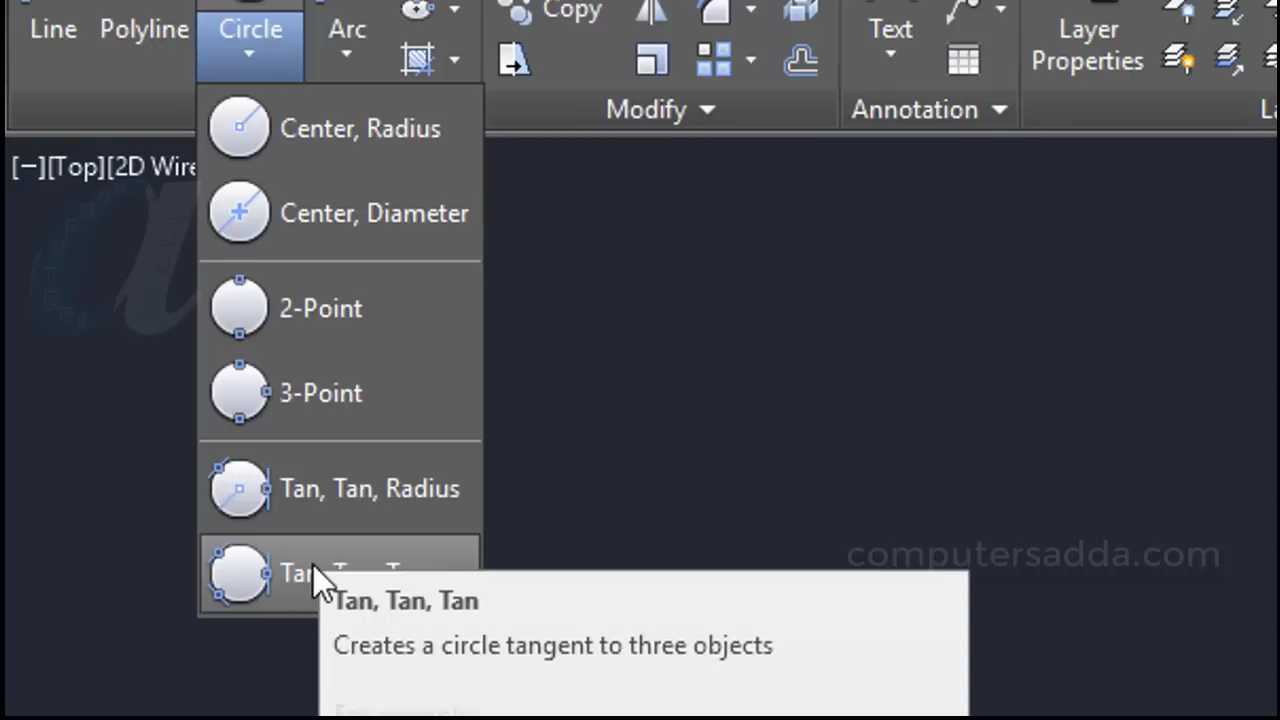 Line
Polyline
Circle
Arc
Copy
Text
Layer
Properties
Modify
Annotation
[−][Top][2D Wire
Center, Radius
Center, Diameter
2-Point
3-Point
Tan, Tan, Radius
computersadda.com
Tan, Tan, Tan
Creates a circle tangent to three objects